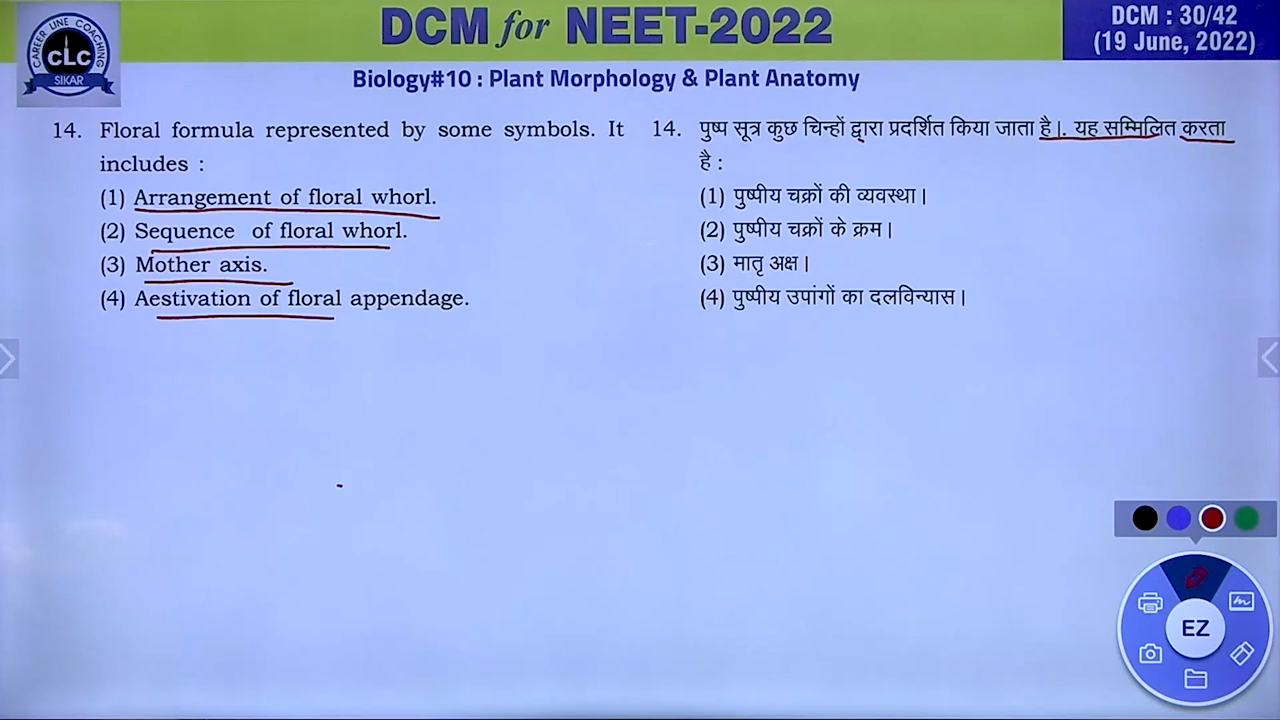 CAREER LINE COACHING
CLC
SIKAR
DCM for NEET-2022
DCM : 30/42
(19 June, 2022)
Biology#10 : Plant Morphology & Plant Anatomy
14. Floral formula represented by some symbols. It
includes :
(1) Arrangement of floral whorl.
(2) Sequence of floral whorl.
(3) Mother axis.
(4) Aestivation of floral appendage.
14. पुष्प सूत्र कुछ चिन्हों द्वारा प्रदर्शित किया जाता है।. यह सम्मिलित करता
है :
(1) पुष्पीय चक्रों की व्यवस्था।
(2) पुष्पीय चक्रों के क्रम।
(3) मातृ अक्ष।
(4) पुष्पीय उपांगों का दलविन्यास।
EZ